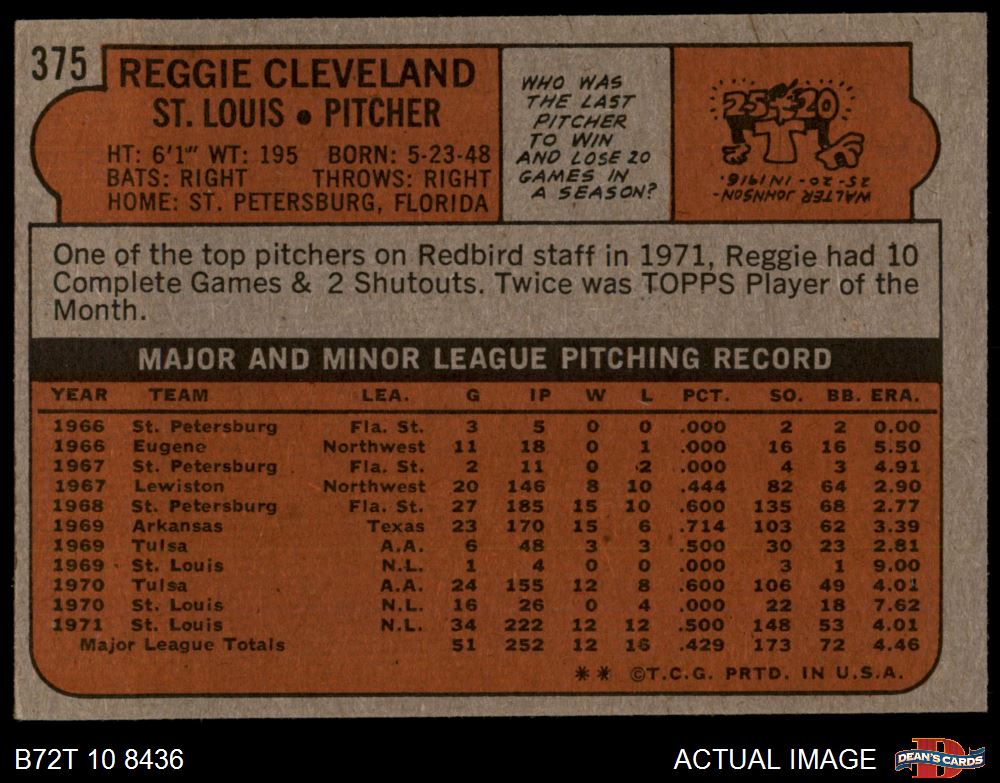 375
REGGIE CLEVELAND
ST. LOUIS • PITCHER
HT: 6'1" WT: 195 BORN: 5-23-48
BATS: RIGHT THROWS: RIGHT
HOME: ST. PETERSBURG, FLORIDA
WHO WAS
THE LAST
PITCHER
TO WIN
AND LOSE 20
GAMES IN
A SEASON?
25 20
WALTER JOHNSON-
25-20-IN 1916.
One of the top pitchers on Redbird staff in 1971, Reggie had 10
Complete Games & 2 Shutouts. Twice was TOPPS Player of the
Month.
MAJOR AND MINOR LEAGUE PITCHING RECORD
YEAR TEAM LEA. G IP W L PCT. SO. BB. ERA.
1966 St. Petersburg Fla. St. 3 5 0 0 .000 2 2 0.00
1966 Eugene Northwest 11 18 0 1 .000 16 16 5.50
1967 St. Petersburg Fla. St. 2 11 0 2 .000 4 3 4.91
1967 Lewiston Northwest 20 146 8 10 .444 82 64 2.90
1968 St. Petersburg Fla. St. 27 185 15 10 .600 135 68 2.77
1969 Arkansas Texas 23 170 15 6 .714 103 62 3.39
1969 Tulsa A.A. 6 48 3 3 .500 30 23 2.81
1969 St. Louis N.L. 1 4 0 0 .000 3 1 9.00
1970 Tulsa A.A. 24 155 12 8 .600 106 49 4.01
1970 St. Louis N.L. 16 26 0 4 .000 22 18 7.62
1971 St. Louis N.L. 34 222 12 12 .500 148 53 4.01
Major League Totals 51 252 12 16 .429 173 72 4.46
** ©T.C.G. PRTD. IN U.S.A.
B72T 10 8436
ACTUAL IMAGE
DEAN'S CARDS